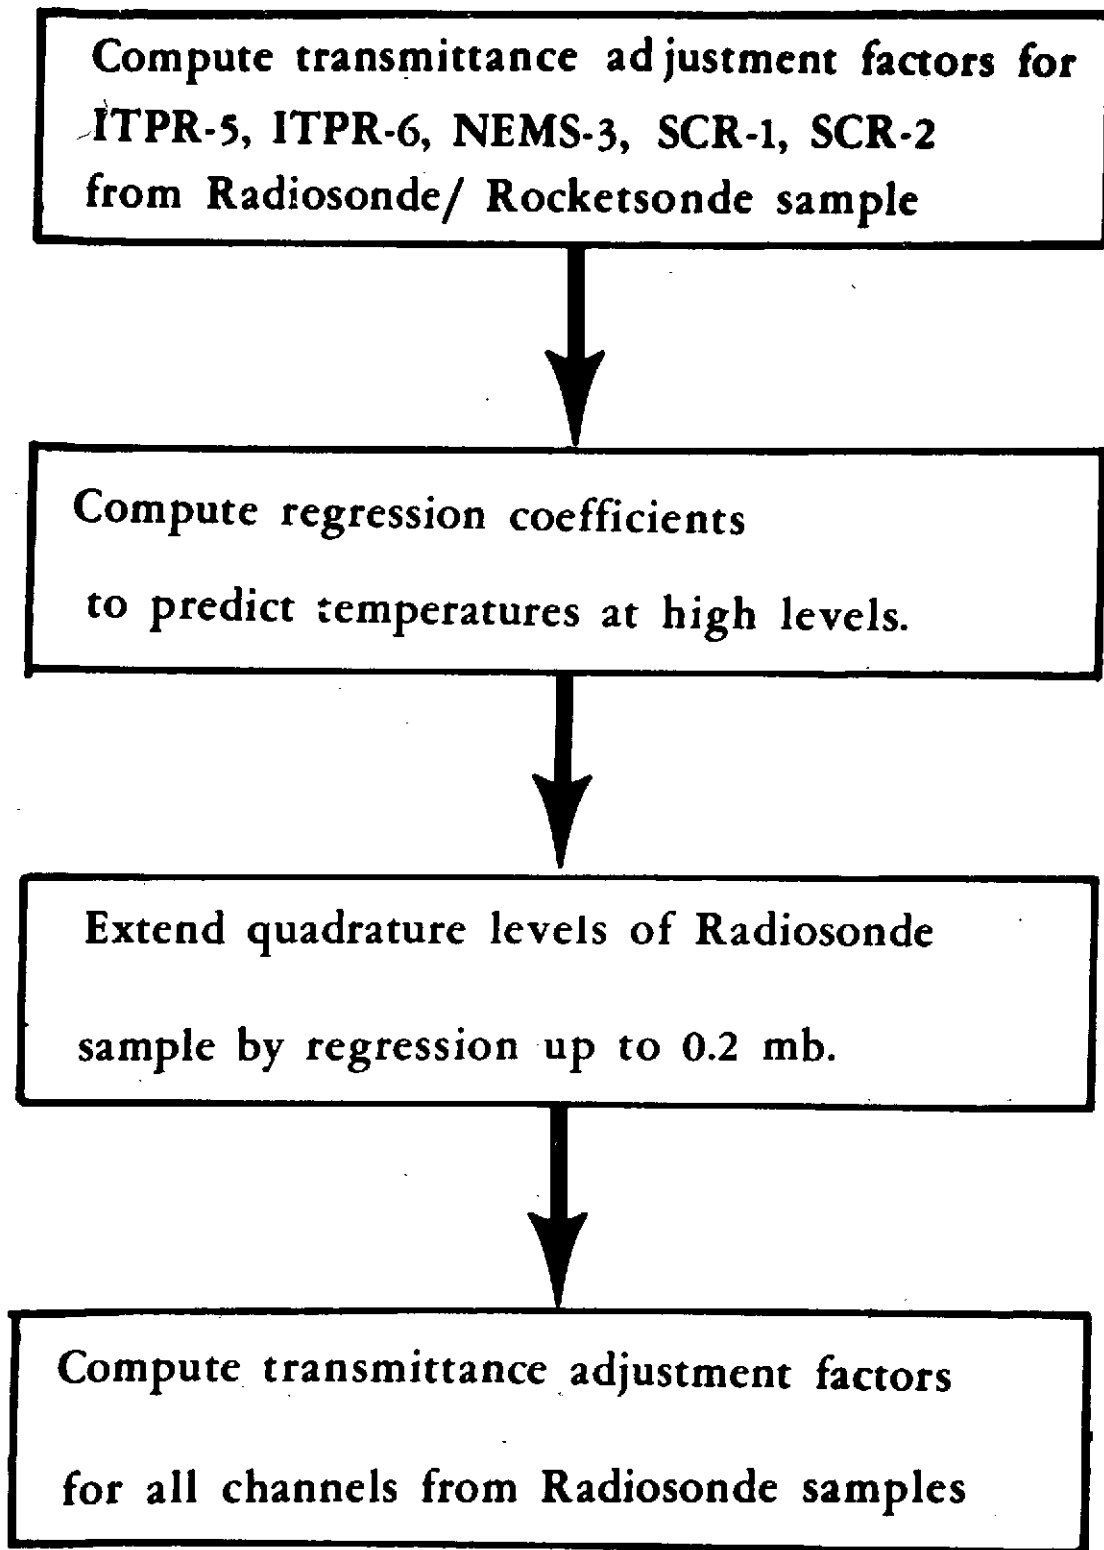 Compute transmittance adjustment factors for
ITPR-5, ITPR-6, NEMS-3, SCR-1, SCR-2
from Radiosonde/ Rocketsonde sample
Compute regression coefficients
to predict temperatures at high levels.
Extend quadrature levels of Radiosonde
sample by regression up to 0.2 mb.
Compute transmittance adjustment factors
for all channels from Radiosonde samples